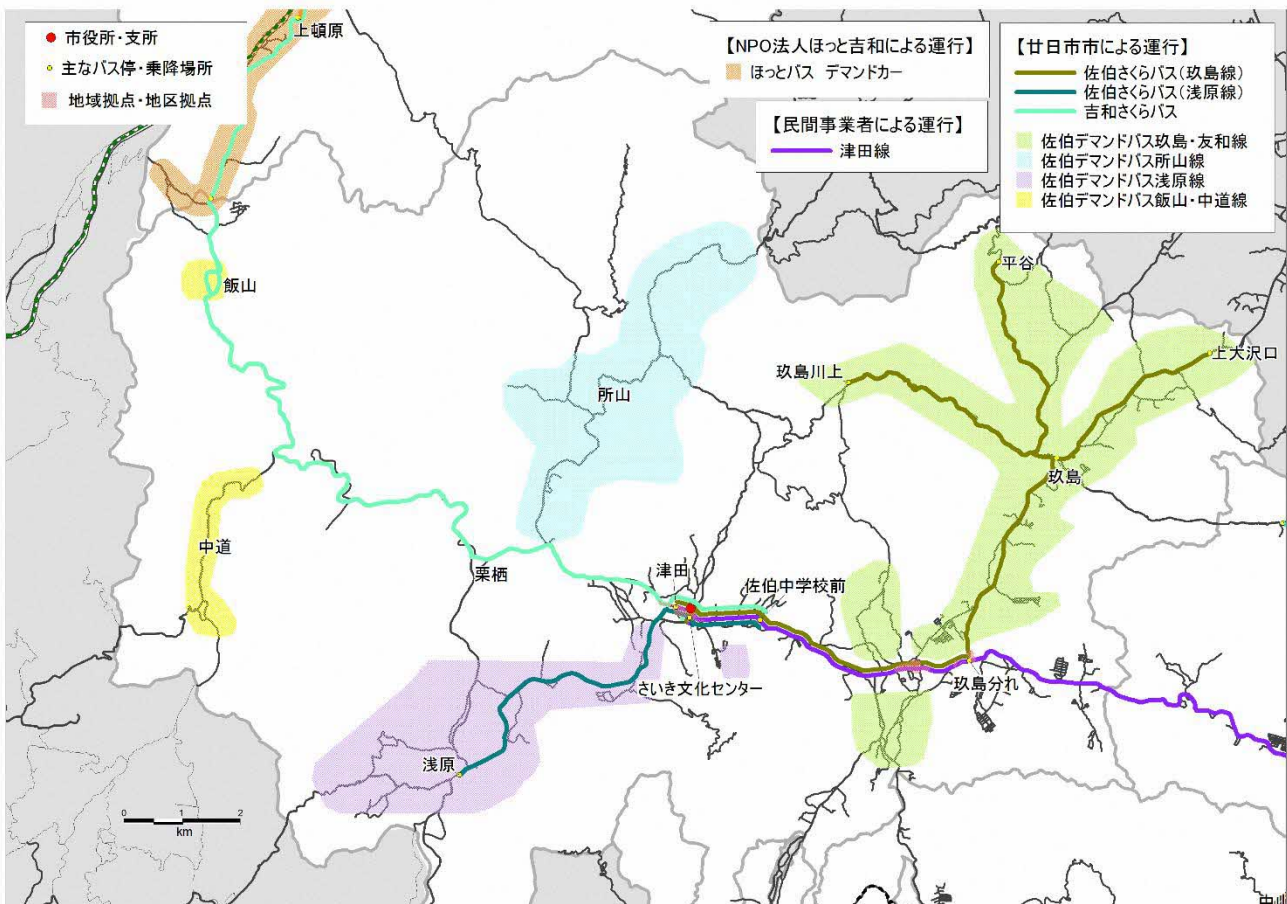 市役所・支所
主なバス停・乗降場所
地域拠点・地区拠点
【NPO法人ほっと吉和による運行】
ほっとバス デマンドカー
【民間事業者による運行】
津田線
【廿日市市による運行】
佐伯さくらバス(玖島線)
佐伯さくらバス(浅原線)
吉和さくらバス
佐伯デマンドバス玖島・友和線
佐伯デマンドバス所山線
佐伯デマンドバス浅原線
佐伯デマンドバス飯山・中道線
上頓原
飯山
平谷
上大沢口
玖島川上
所山
玖島
中道
栗栖
津田
佐伯中学校前
さいき文化センター
玖島分れ
浅原
0 1 2
km